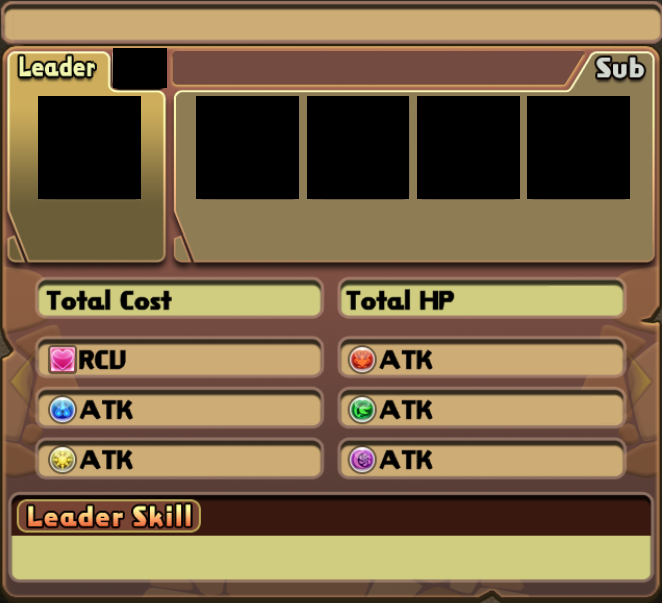 Leader Sub
Total Cost Total HP
RCV ATK
ATK ATK
ATK ATK
Leader Skill